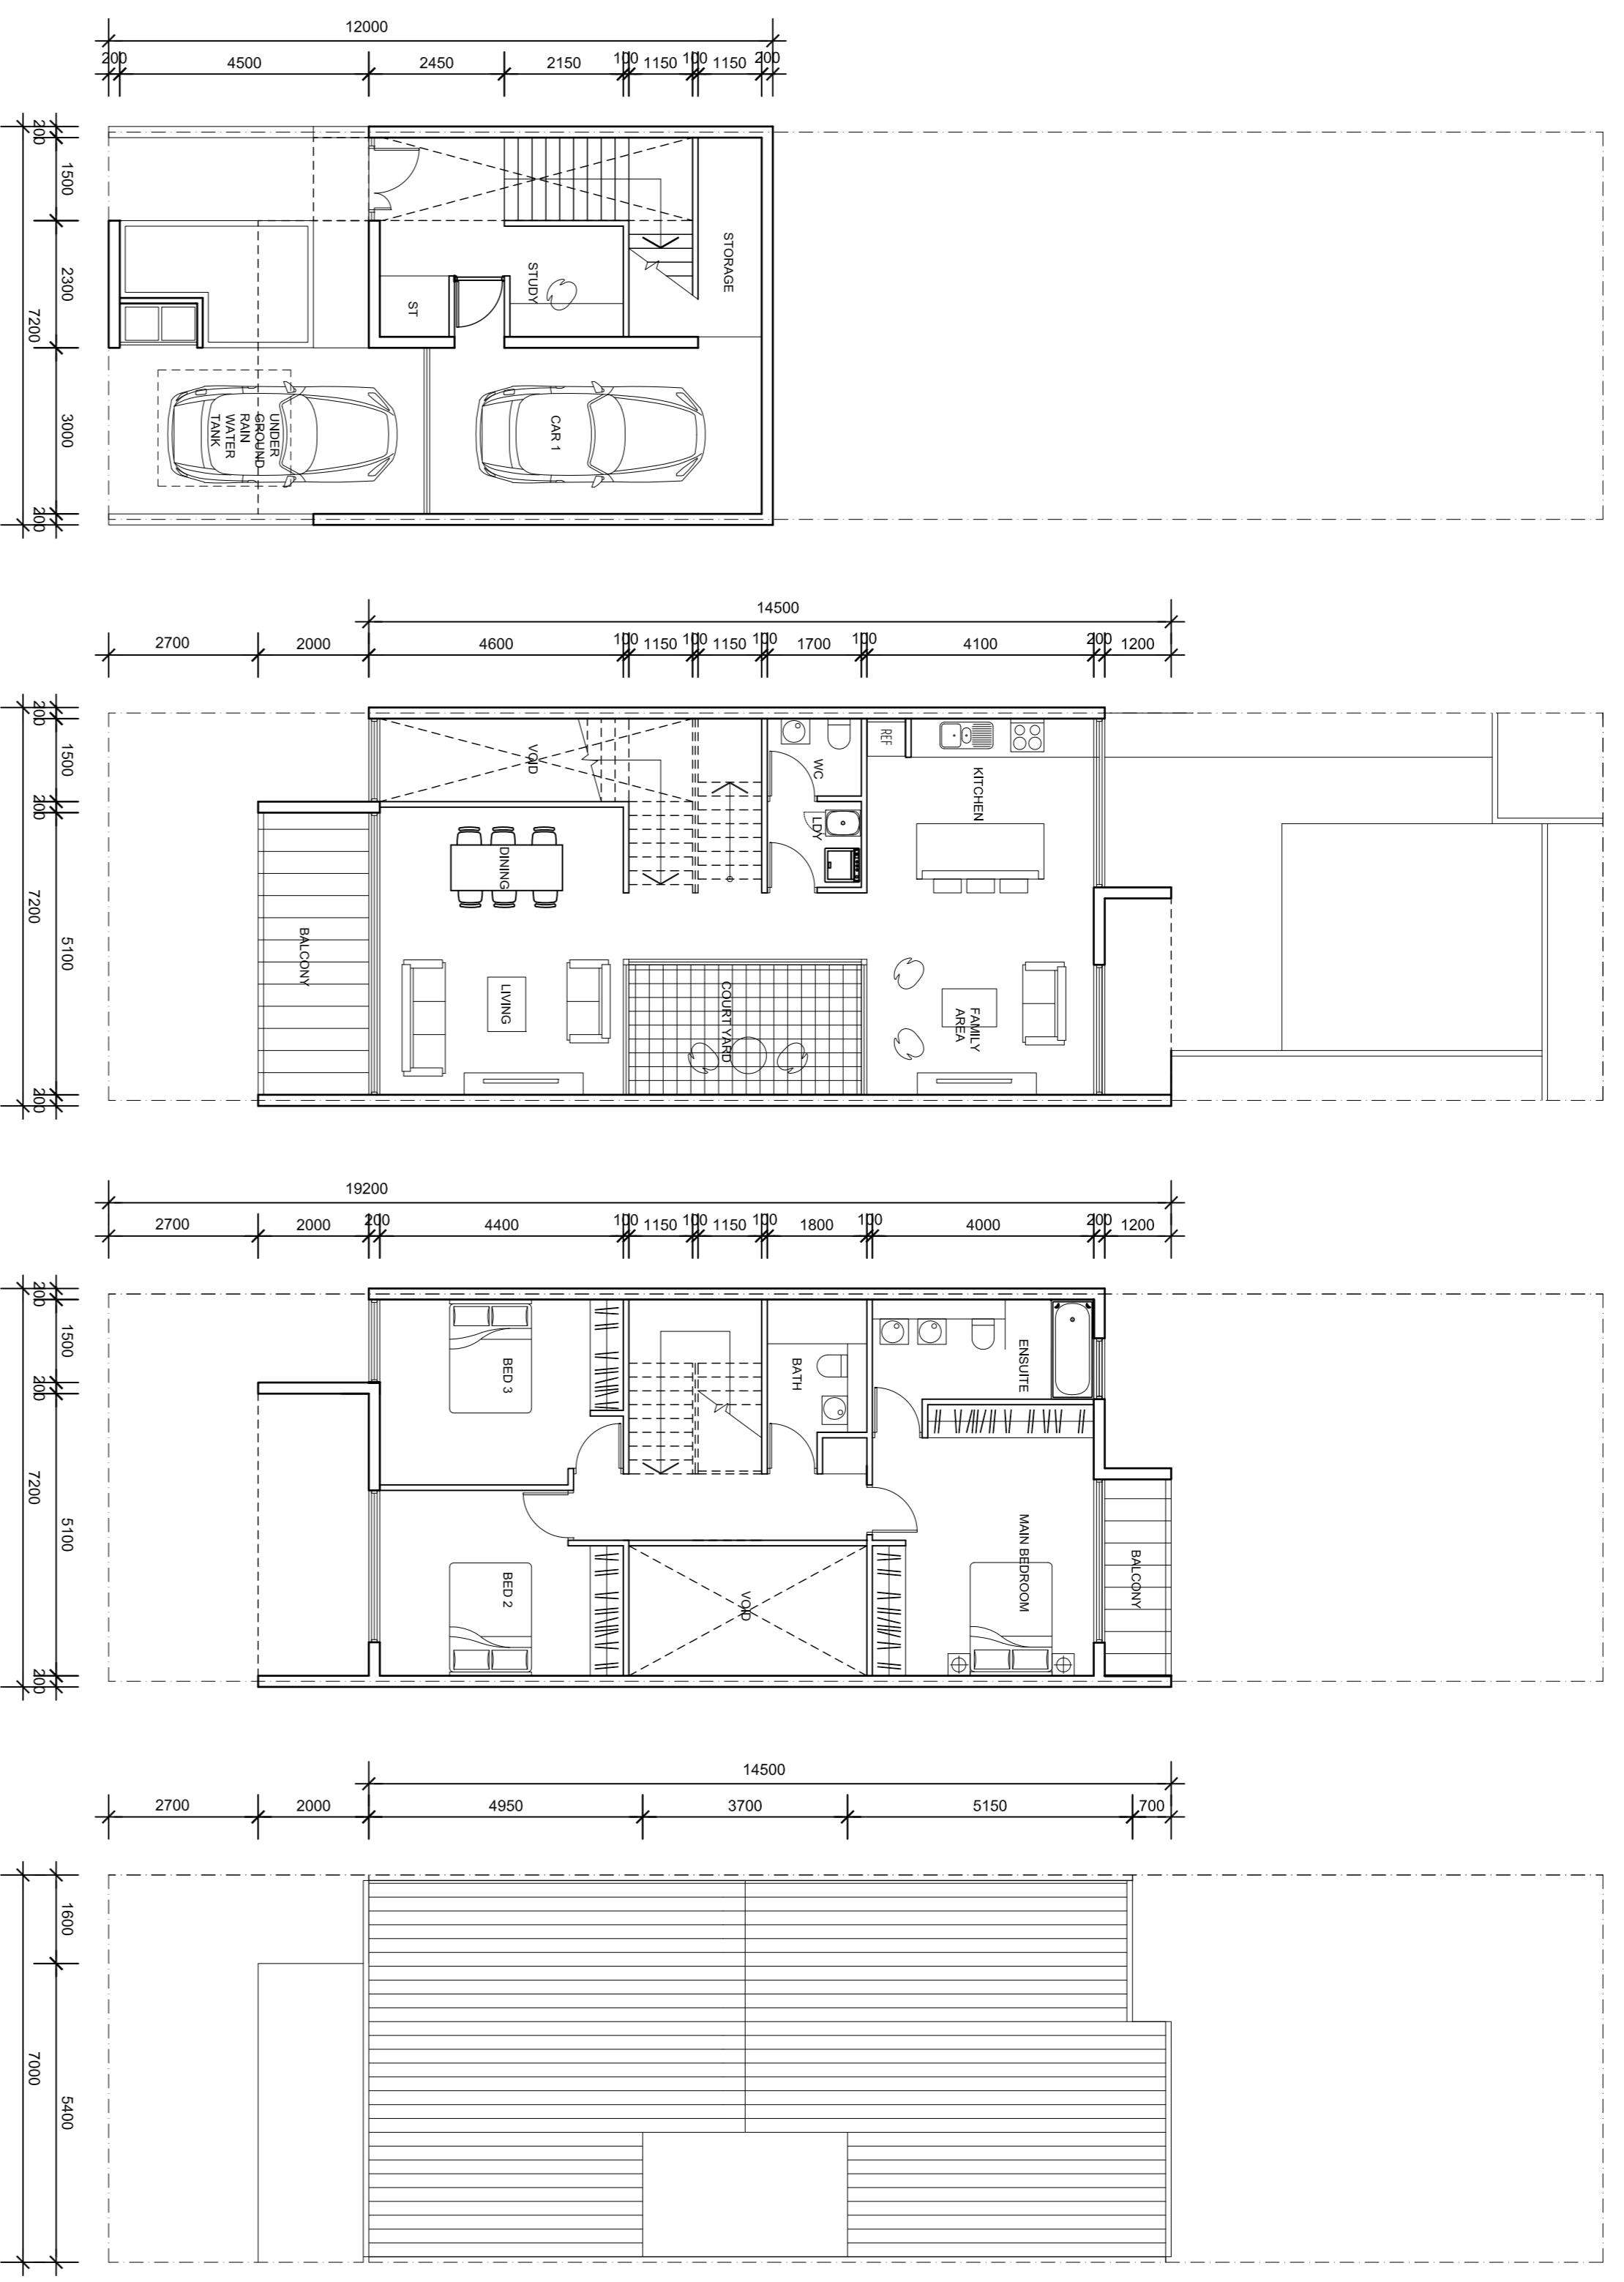 12000
200
4500
2450
2150
100
1150
100
1150
200
200
1500
2300
3000
200
7200
STORAGE
STUDY
ST
CAR 1
UNDER
GROUND
RAIN
WATER
TANK
14500
2700
2000
4600
100
1150
100
1150
100
1700
100
4100
200
1200
200
1500
200
5100
200
7200
VOID
WC
REF
KITCHEN
LDY
DINING
BALCONY
LIVING
COURT YARD
FAMILY
AREA
19200
2700
2000
200
4400
100
1150
100
1150
100
1800
100
4000
200
1200
200
1500
200
5100
200
7200
BED 3
BATH
ENSUITE
BED 2
VOID
MAIN BEDROOM
BALCONY
14500
2700
2000
4950
3700
5150
700
1600
5400
7000